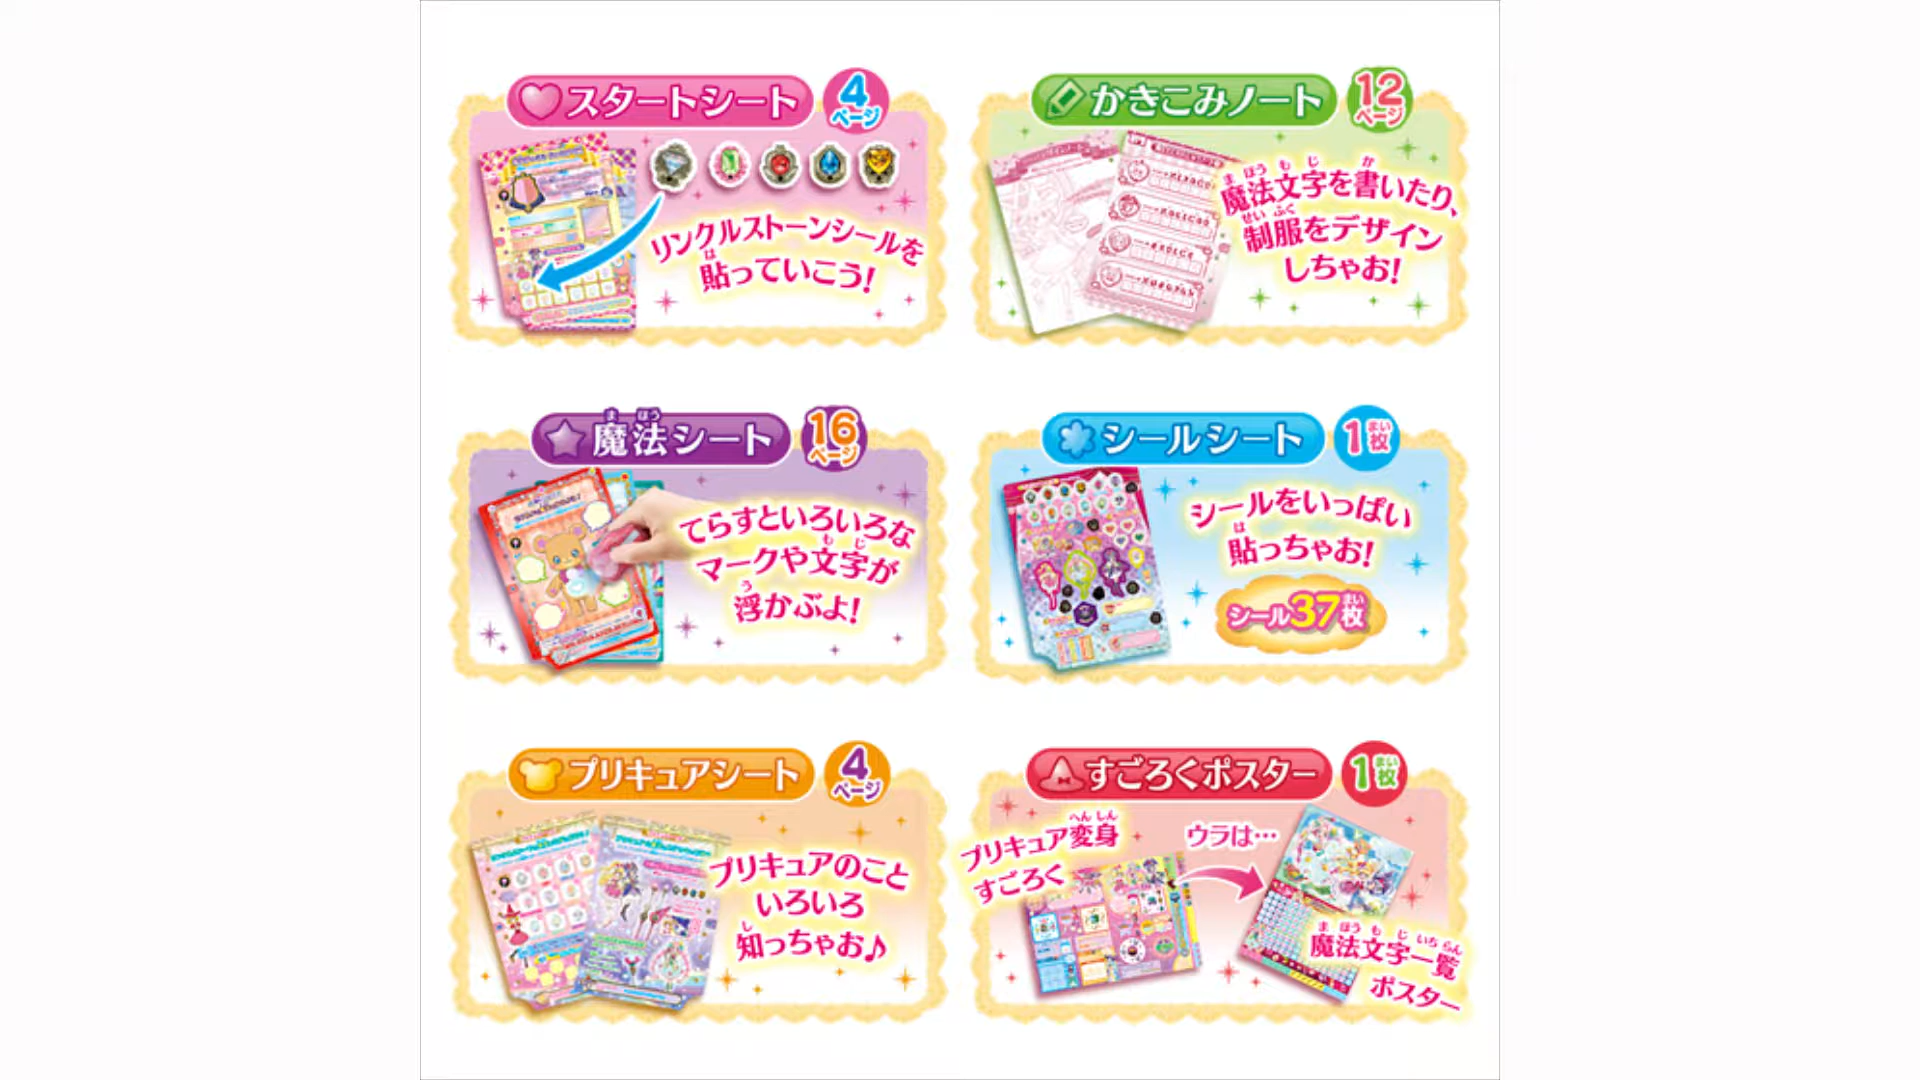 スタートシート
4ページ
リンクルストーンシールを
貼っていこう!
かきこみノート
12ページ
魔法文字を書いたり、
制服をデザイン
しちゃお!
魔法シート
16ページ
てらすといろいろな
マークや文字が
浮かぶよ!
シールシート
1枚
シールをいっぱい
貼っちゃお!
シール37枚
プリキュアシート
4ページ
プリキュアのこと
いろいろ
知っちゃお♪
すごろくポスター
1枚
プリキュア変身
すごろく
ウラは…
魔法文字一覧
ポスター